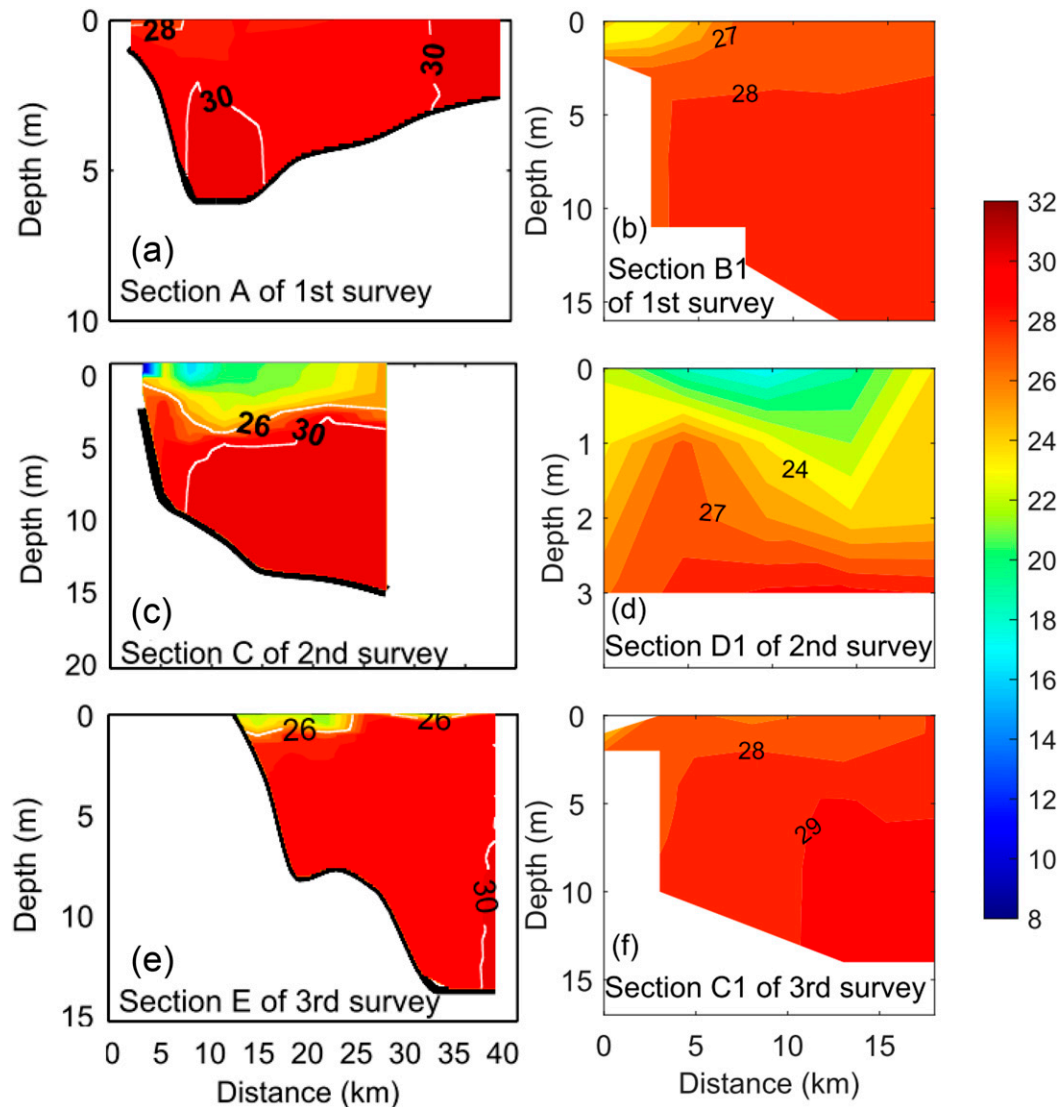 0
28
30
30
5
10
Depth (m)
(a)
Section A of 1st survey
0
27
28
5
10
15
Depth (m)
(b)
Section B1
of 1st survey
0
26
30
5
10
15
20
Depth (m)
(c)
Section C of 2nd survey
0
24
27
1
2
3
Depth (m)
(d)
Section D1 of 2nd survey
0
26
26
30
5
10
15
Depth (m)
(e)
Section E of 3rd survey
0 5 10 15 20 25 30 35 40
Distance (km)
0
28
29
5
10
15
Depth (m)
(f)
Section C1 of 3rd survey
0 5 10 15
Distance (km)
32
30
28
26
24
22
20
18
16
14
12
10
8